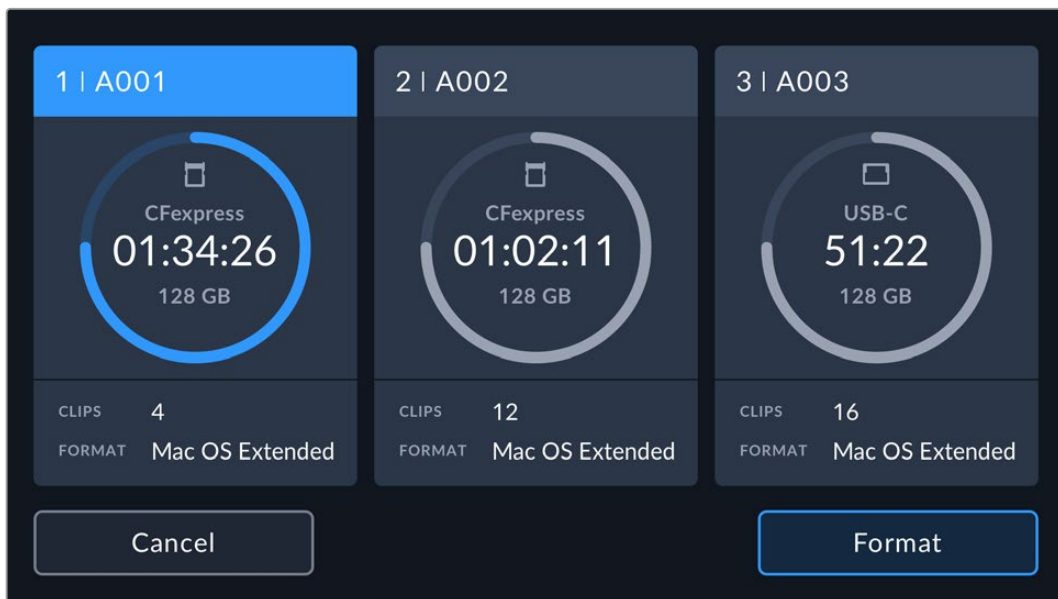 1 | A001
CFexpress
01:34:26
128 GB
CLIPS 4
FORMAT Mac OS Extended
2 | A002
CFexpress
01:02:11
128 GB
CLIPS 12
FORMAT Mac OS Extended
3 | A003
USB-C
51:22
128 GB
CLIPS 16
FORMAT Mac OS Extended
Cancel
Format